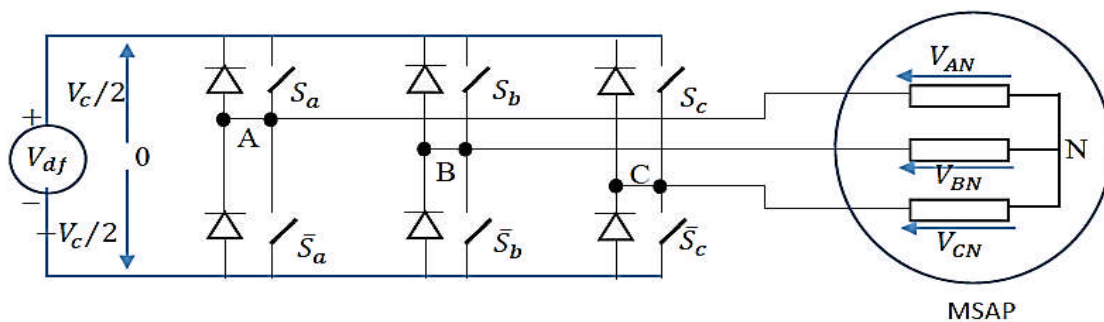 V_c/2
+
V_df
0
−
−V_c/2
S_a
A
S̄_a
S_b
B
S̄_b
S_c
C
S̄_c
V_AN
N
V_BN
V_CN
MSAP